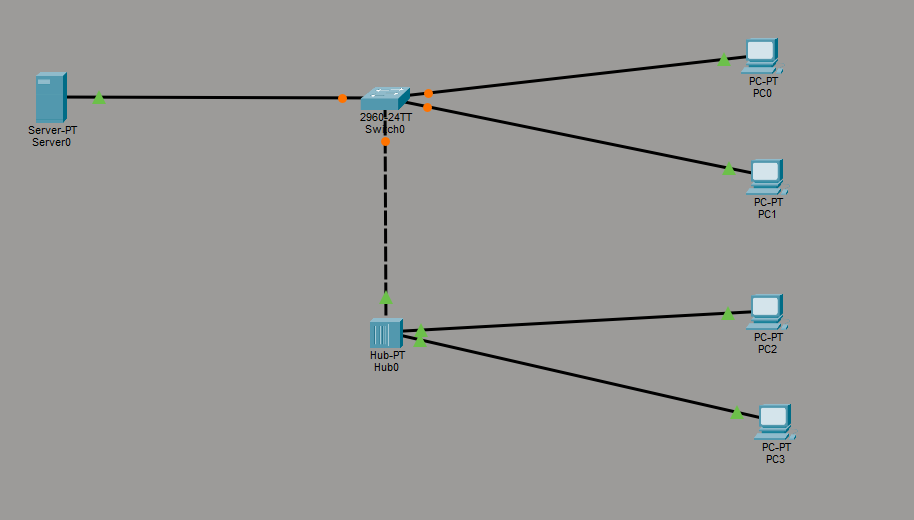 PC-PT
PC0
Server-PT
Server0
2960-24TT
Switch0
PC-PT
PC1
Hub-PT
Hub0
PC-PT
PC2
PC-PT
PC3